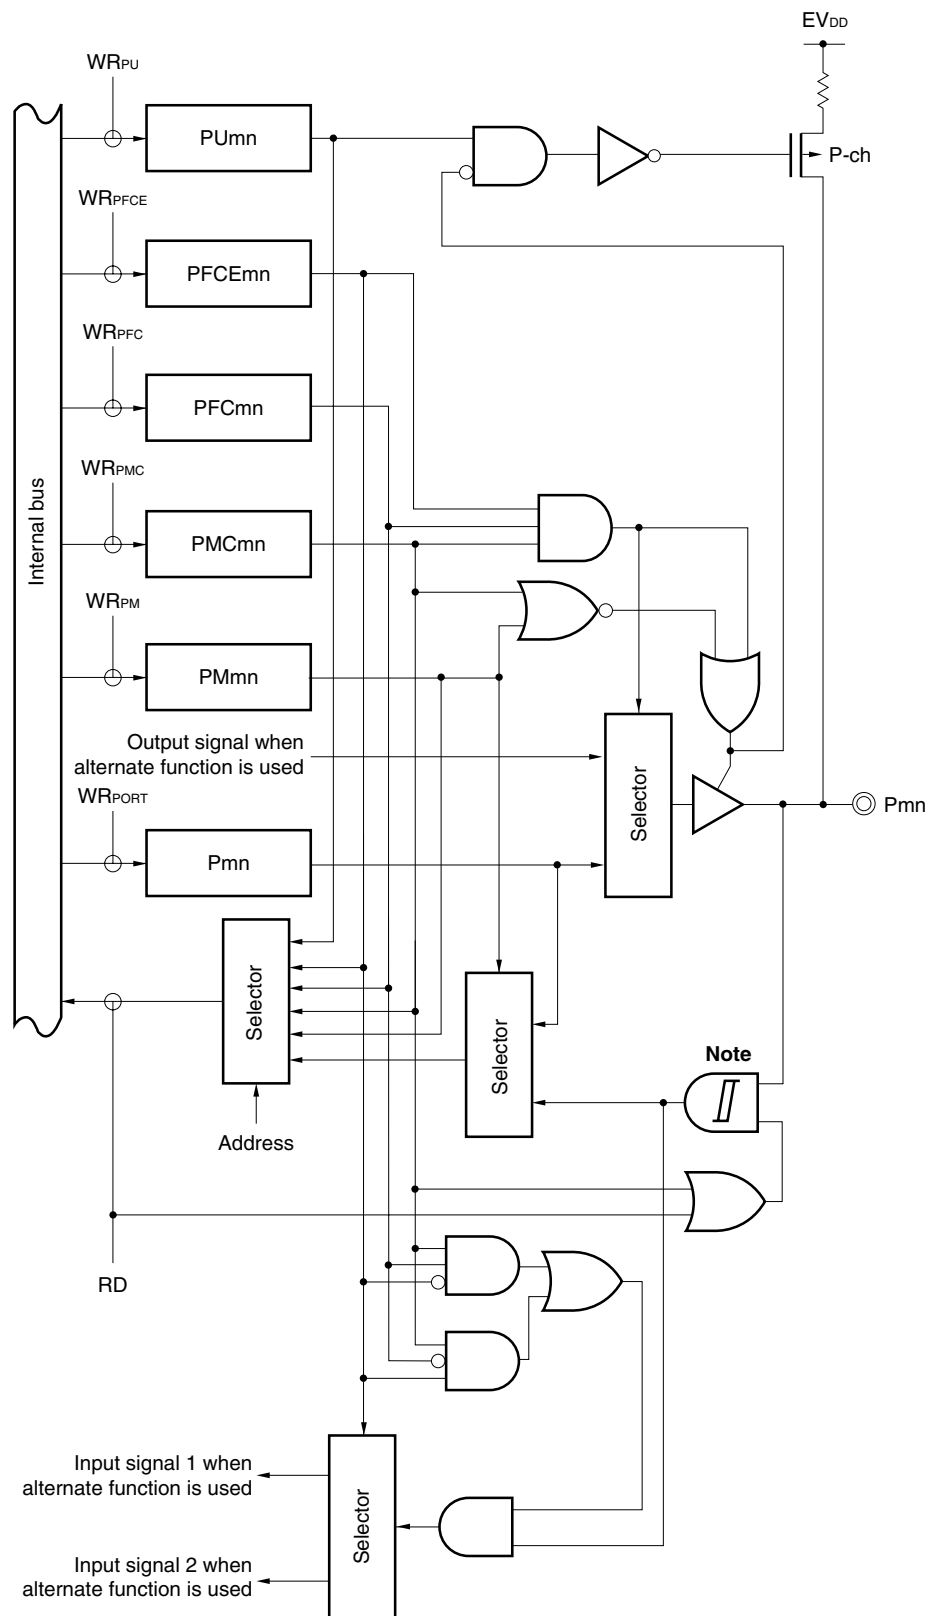 EVDD
WRPU
PUmn
P-ch
WRPFCE
PFCEmn
WRPFC
PFCmn
WRPMC
PMCmn
Internal bus
WRPM
PMmn
Output signal when
alternate function is used
Selector
WRPORT
Pmn
Pmn
Selector
Selector
Note
Address
RD
Input signal 1 when
alternate function is used
Selector
Input signal 2 when
alternate function is used